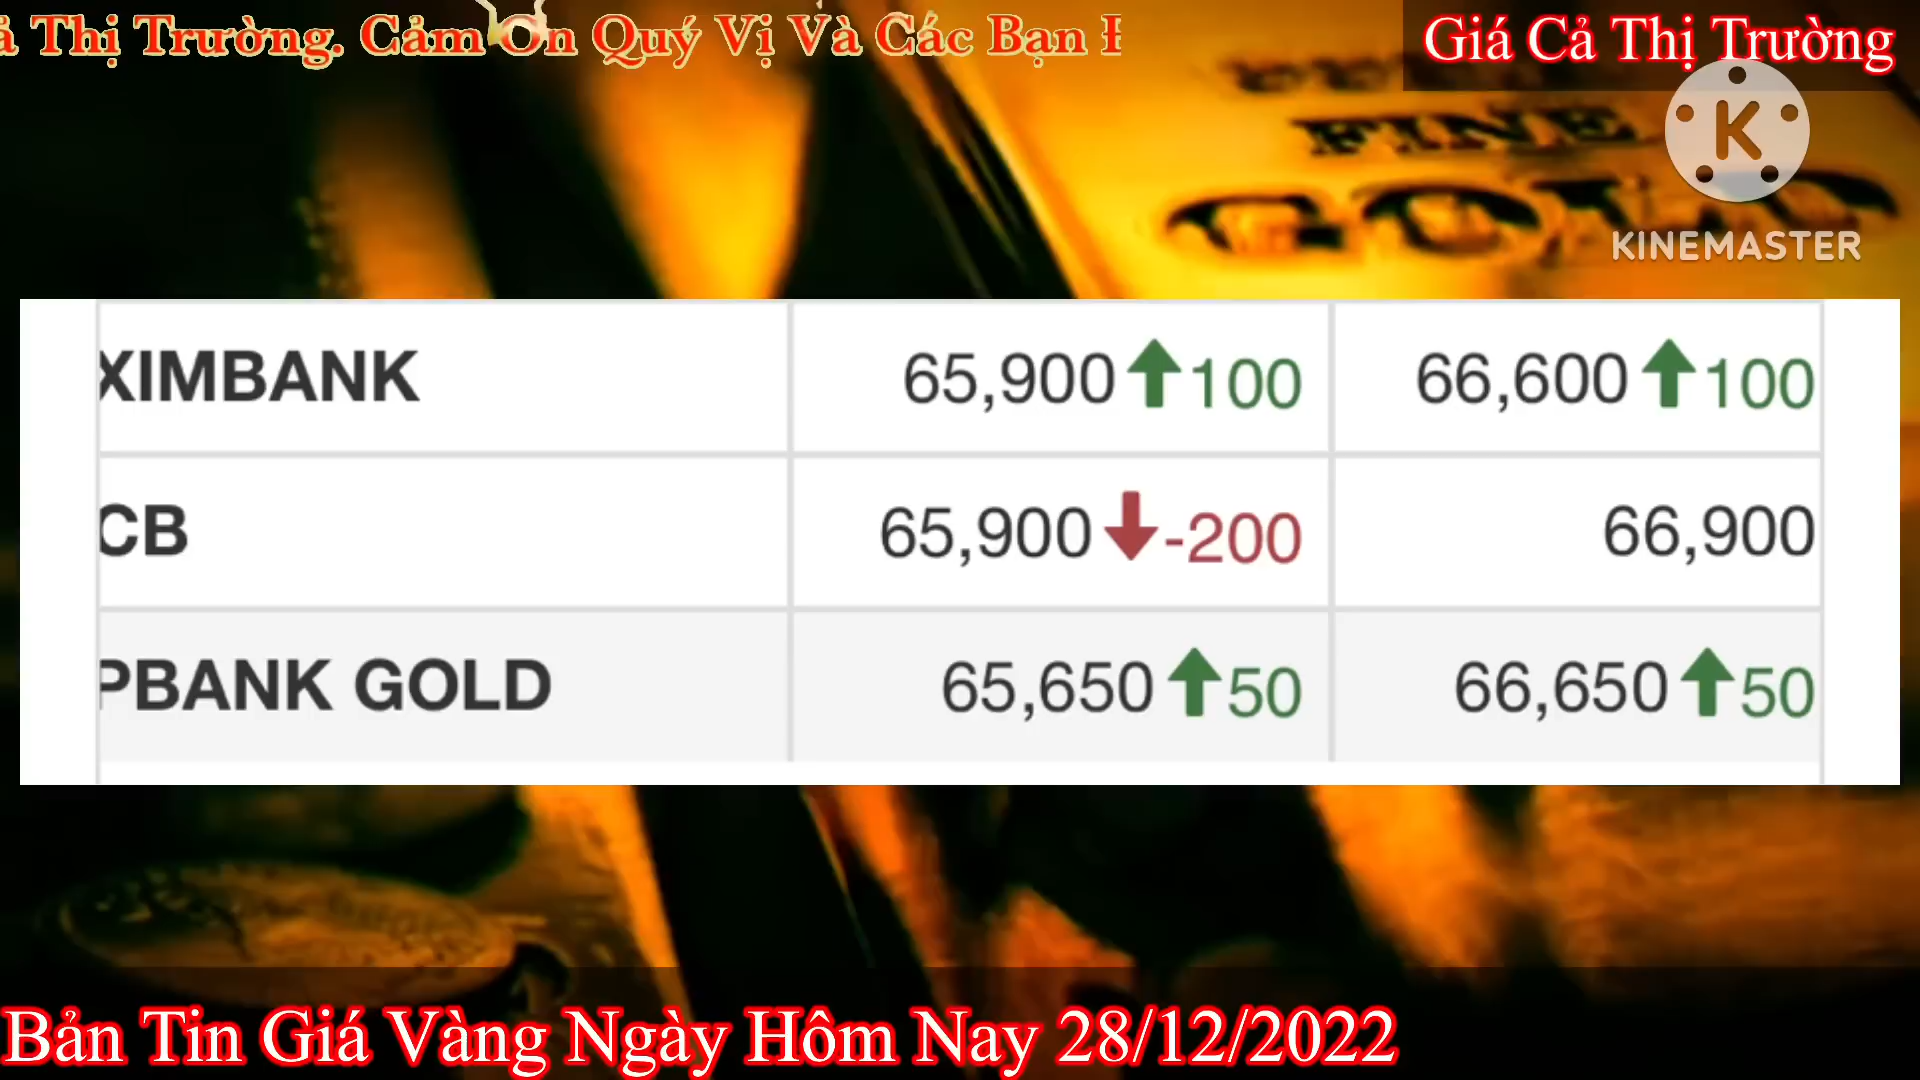 ả Thị Trường. Cảm Ơn Quý Vị Và Các Bạn
Giá Cả Thị Trường
FINE
GOLD
K
KINEMASTER
XIMBANK 65,900 100 66,600 100
CB 65,900 -200 66,900
PBANK GOLD 65,650 50 66,650 50
Bản Tin Giá Vàng Ngày Hôm Nay 28/12/2022